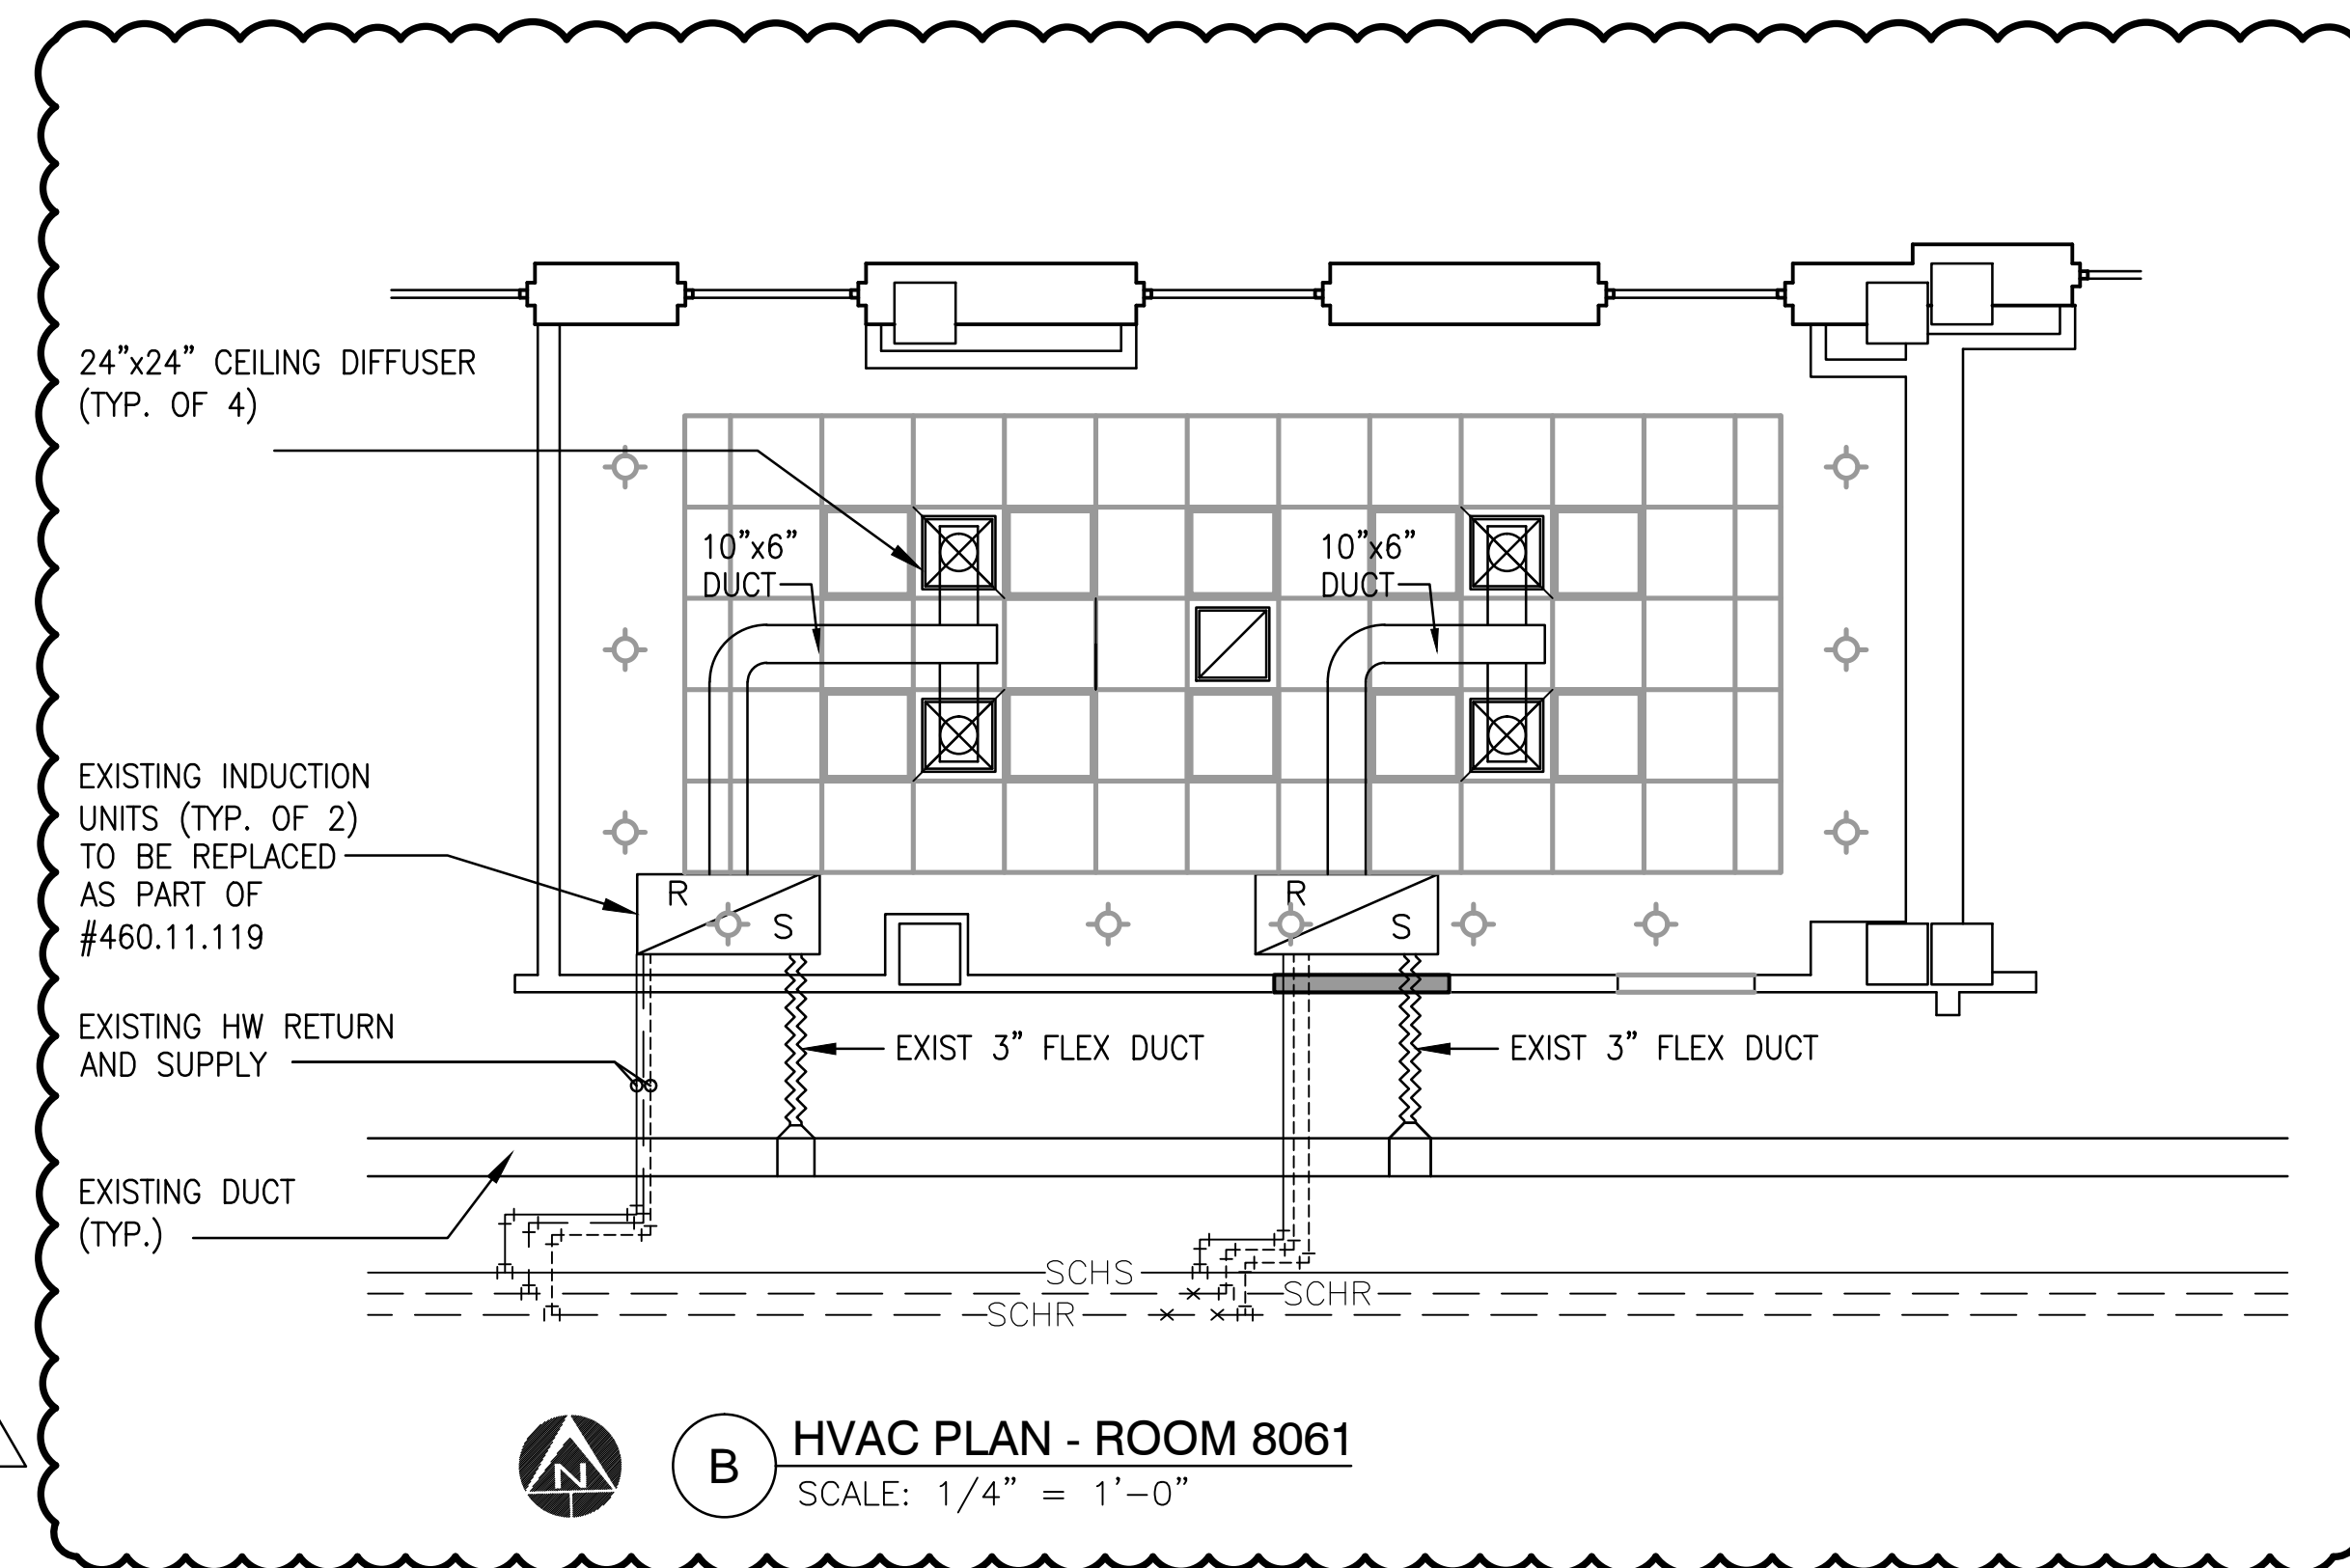 24”x24” CEILING DIFFUSER
(TYP. OF 4)
10”x6”
DUCT
10”x6”
DUCT
EXISTING INDUCTION
UNITS (TYP. OF 2)
TO BE REPLACED
AS PART OF
#460.11.119
R
S
R
S
EXISTING HW RETURN
AND SUPPLY
EXIST 3” FLEX DUCT
EXIST 3” FLEX DUCT
EXISTING DUCT
(TYP.)
SCHS
SCHR
SCHR
N
B
HVAC PLAN - ROOM 8061
SCALE: 1/4” = 1’-0”